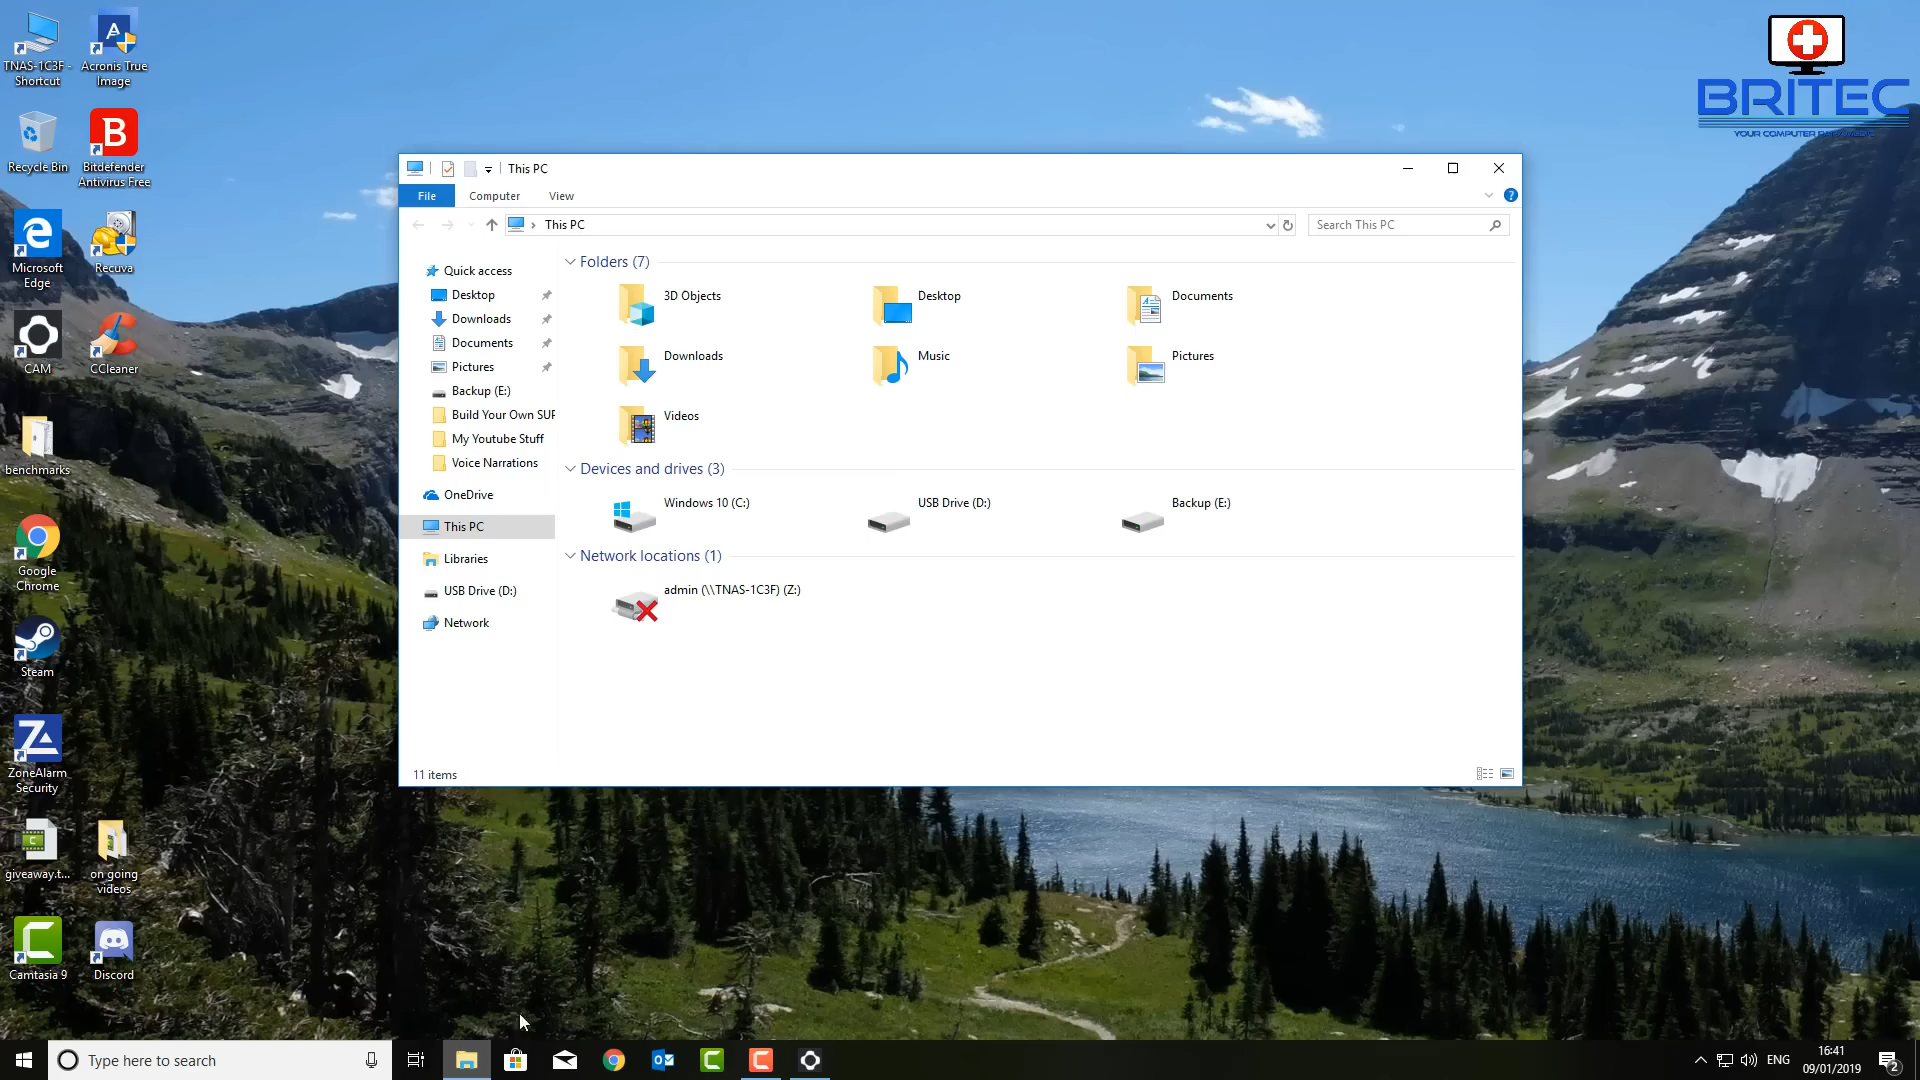 TNAS-1C3F -
Shortcut
Acronis True
Image
Recycle Bin
Bitdefender
Antivirus Free
Microsoft
Edge
Recuva
CAM
CCleaner
benchmarks
Google
Chrome
Steam
ZoneAlarm
Security
giveaway.t...
on going
videos
Camtasia 9
Discord
BRITEC
YOUR COMPUTER PARAMEDIC
This PC
File
Computer
View
This PC
Search This PC
Quick access
Desktop
Downloads
Documents
Pictures
Backup (E:)
Build Your Own SUP
My Youtube Stuff
Voice Narrations
OneDrive
This PC
Libraries
USB Drive (D:)
Network
Folders (7)
3D Objects
Desktop
Documents
Downloads
Music
Pictures
Videos
Devices and drives (3)
Windows 10 (C:)
USB Drive (D:)
Backup (E:)
Network locations (1)
admin (\\TNAS-1C3F) (Z:)
11 items
Type here to search
ENG
16:41
09/01/2019
2